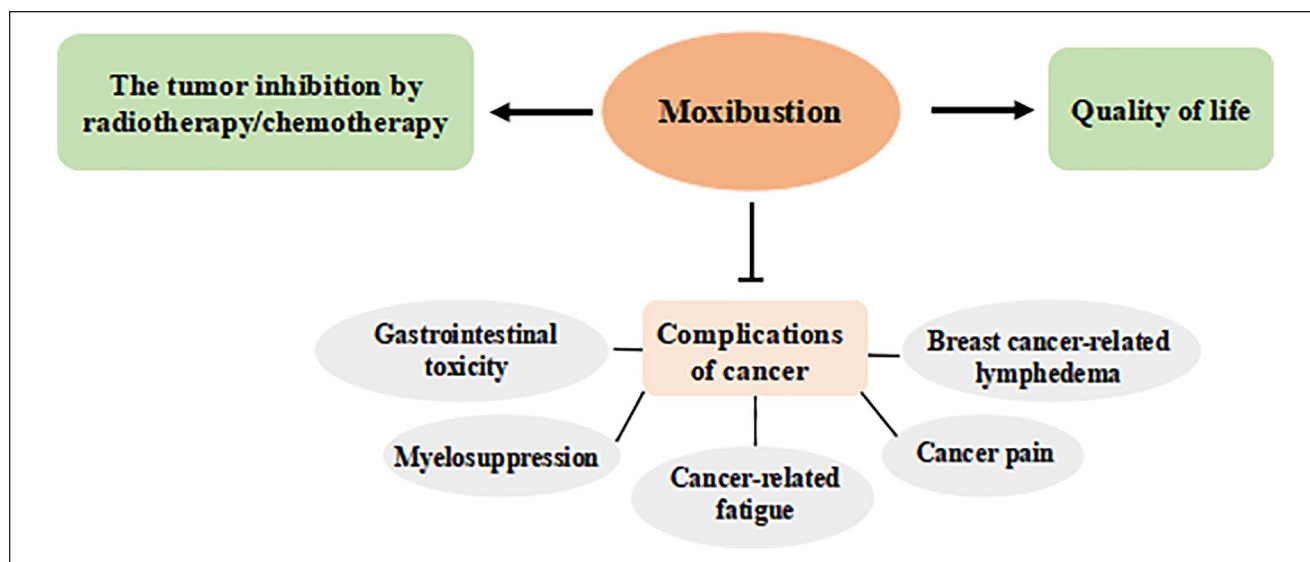 The tumor inhibition by
radiotherapy/chemotherapy
Moxibustion
Quality of life
Gastrointestinal
toxicity
Complications
of cancer
Breast cancer-related
lymphedema
Myelosuppression
Cancer-related
fatigue
Cancer pain